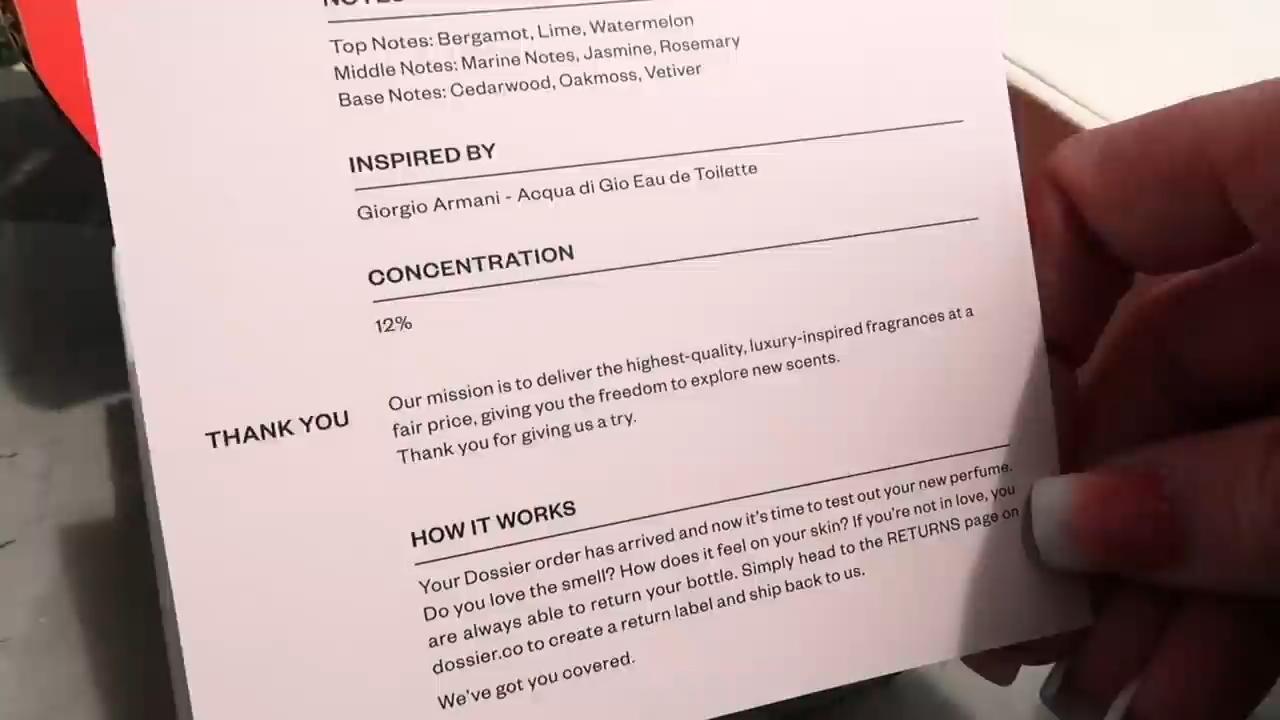 NOTES
Top Notes: Bergamot, Lime, Watermelon
Middle Notes: Marine Notes, Jasmine, Rosemary
Base Notes: Cedarwood, Oakmoss, Vetiver
INSPIRED BY
Giorgio Armani - Acqua di Gio Eau de Toilette
CONCENTRATION
12%
THANK YOU
Our mission is to deliver the highest-quality, luxury-inspired fragrances at a
fair price, giving you the freedom to explore new scents.
Thank you for giving us a try.
HOW IT WORKS
Your Dossier order has arrived and now it's time to test out your new perfume.
Do you love the smell? How does it feel on your skin? If you're not in love, you
are always able to return your bottle. Simply head to the RETURNS page on
dossier.co to create a return label and ship back to us.
We've got you covered.